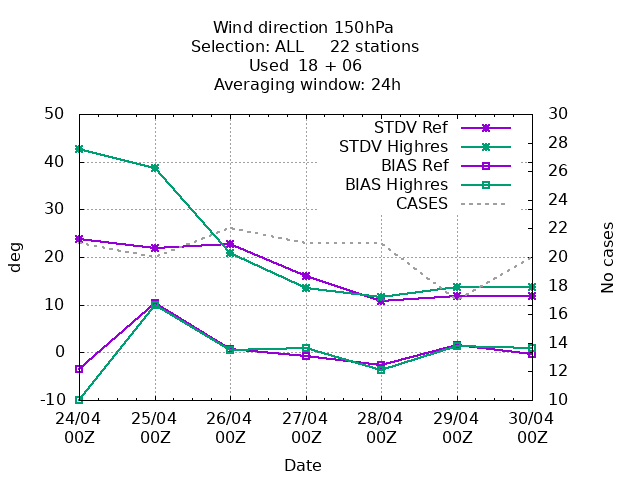 Wind direction 150hPa
Selection: ALL 22 stations
Used 18 + 06
Averaging window: 24h
50
40
30
20
10
0
-10
deg
30
28
26
24
22
20
18
16
14
12
10
No cases
STDV Ref
STDV Highres
BIAS Ref
BIAS Highres
CASES
24/04 25/04 26/04 27/04 28/04 29/04 30/04
00Z 00Z 00Z 00Z 00Z 00Z 00Z
Date